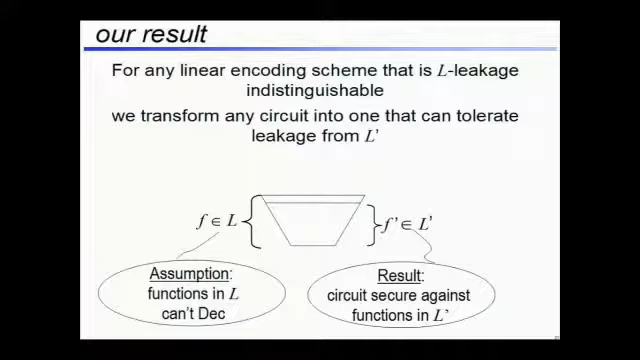 our result
For any linear encoding scheme that is L-leakage
indistinguishable
we transform any circuit into one that can tolerate
leakage from L'
f ∈ L
f' ∈ L'
Assumption:
functions in L
can't Dec
Result:
circuit secure against
functions in L'